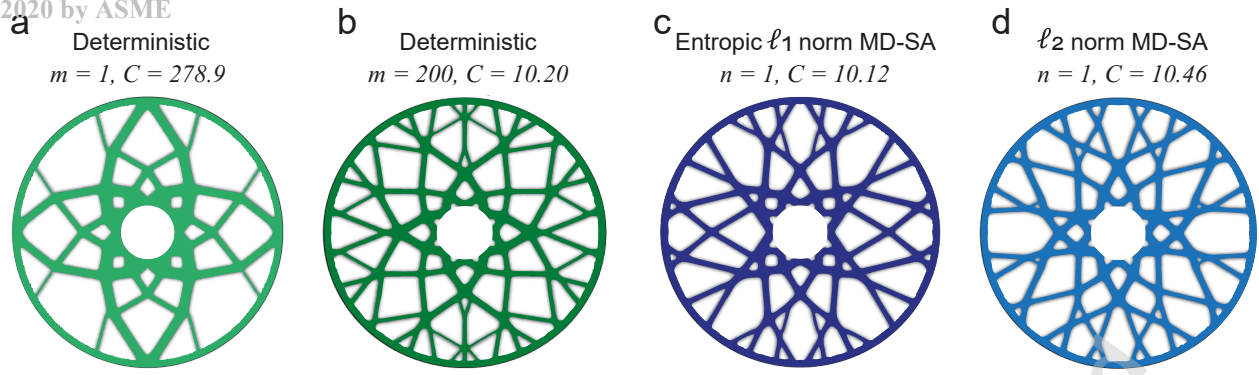 2020 by ASME
a
Deterministic
m = 1, C = 278.9
b
Deterministic
m = 200, C = 10.20
c
Entropic ℓ1 norm MD-SA
n = 1, C = 10.12
d
ℓ2 norm MD-SA
n = 1, C = 10.46